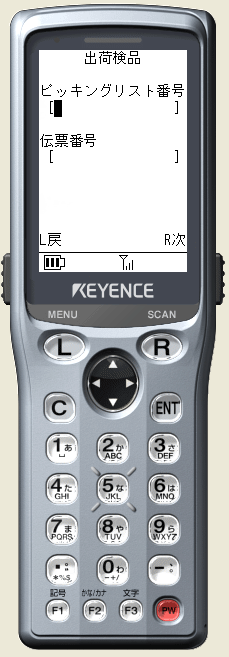 出荷検品
ピッキングリスト番号
[ ]
伝票番号
[ ]
L戻 R次
KEYENCE
MENU SCAN
L R
C ENT
1あ 2か ABC 3さ DEF
4た GHI 5な JKL 6は MNO
7ま PQRS 8や TUV 9ら WXYZ
*%$ 0わ -+/ -
記号 かな/カナ 文字
F1 F2 F3 PW